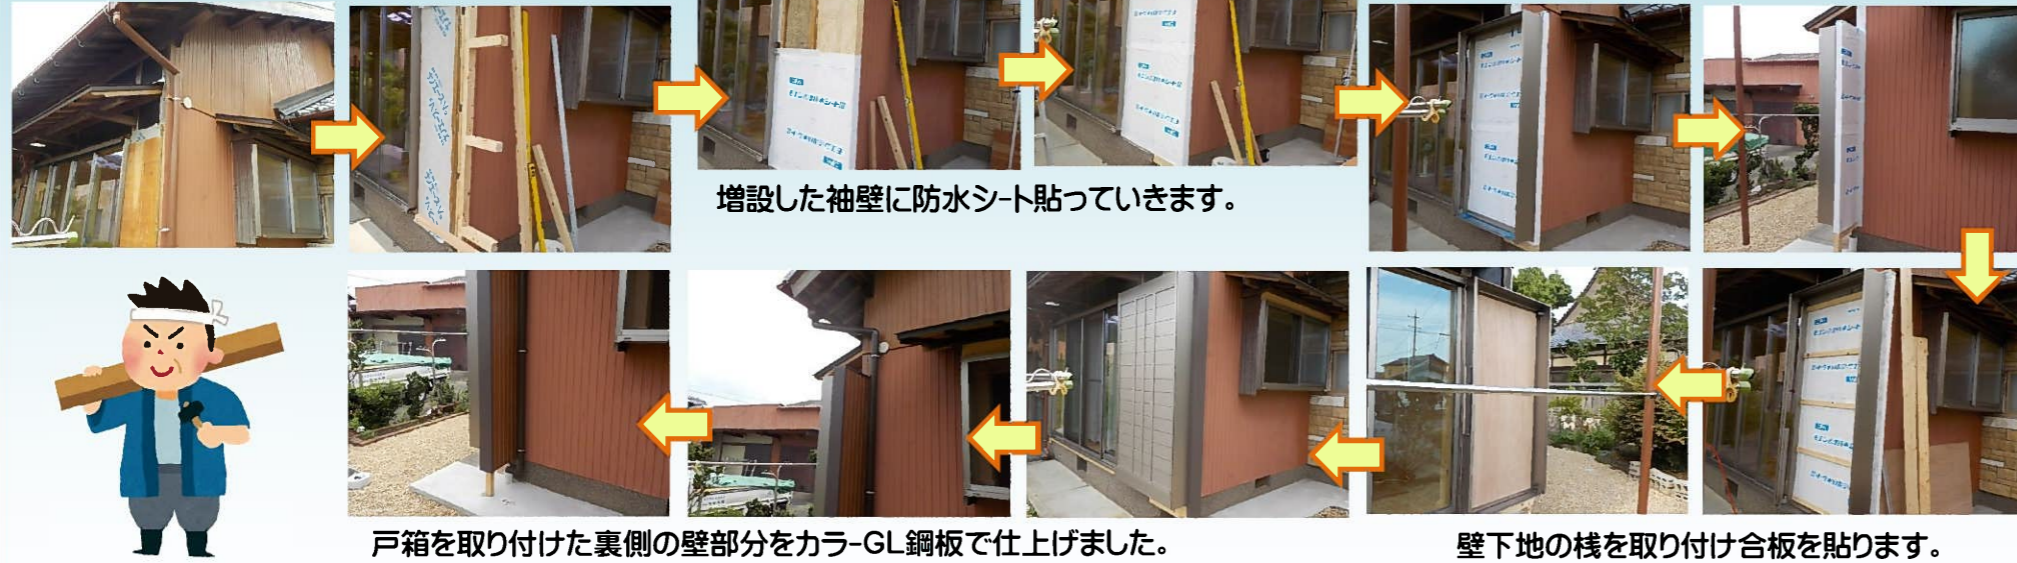 増設した袖壁に防水シート貼っていきます。
戸箱を取り付けた裏側の壁部分をカラーGL鋼板で仕上げました。
壁下地の桟を取り付け合板を貼ります。